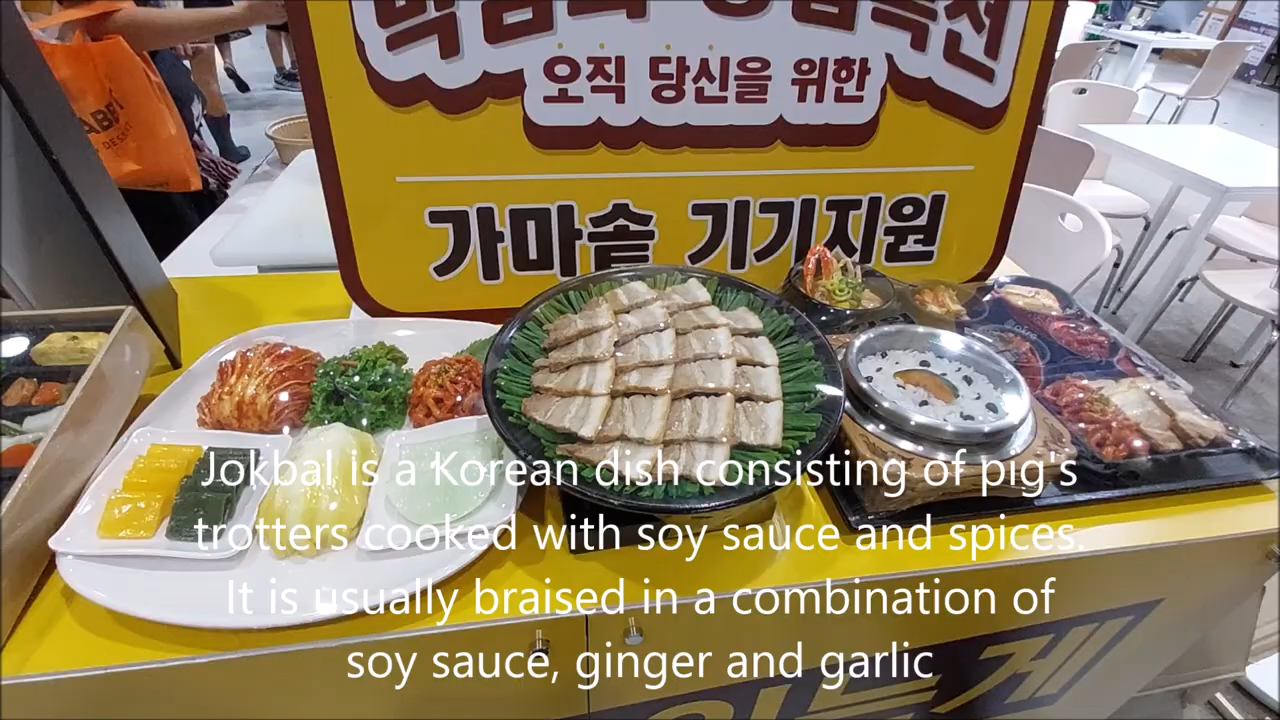 오직 당신을 위한
가마솥 기기지원
Jokbal is a Korean dish consisting of pig's
trotters cooked with soy sauce and spices.
It is usually braised in a combination of
soy sauce, ginger and garlic